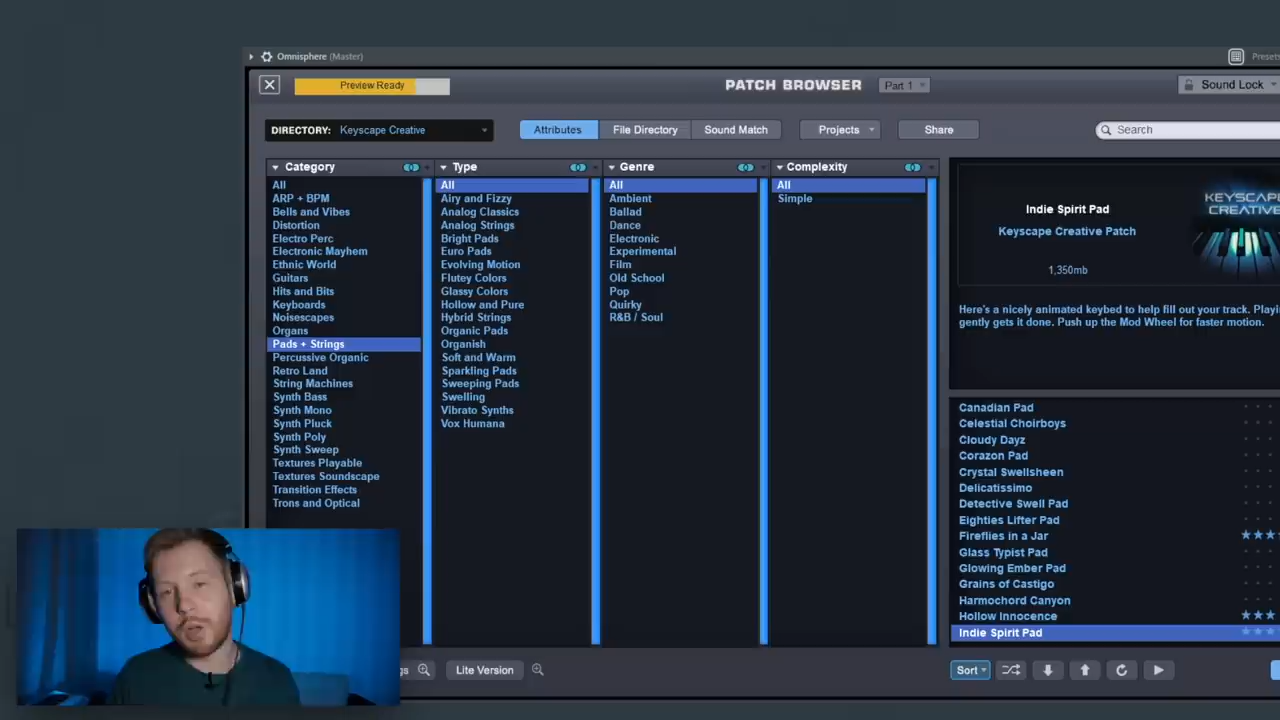 Omnisphere (Master)
Presets
Preview Ready
PATCH BROWSER
Part 1
Sound Lock
DIRECTORY: Keyscape Creative
Attributes
File Directory
Sound Match
Projects
Share
Search
Category
All
ARP + BPM
Bells and Vibes
Distortion
Electro Perc
Electronic Mayhem
Ethnic World
Guitars
Hits and Bits
Keyboards
Noisescapes
Organs
Pads + Strings
Percussive Organic
Retro Land
String Machines
Synth Bass
Synth Mono
Synth Pluck
Synth Poly
Synth Sweep
Textures Playable
Textures Soundscape
Transition Effects
Trons and Optical
Type
All
Airy and Fizzy
Analog Classics
Analog Strings
Bright Pads
Euro Pads
Evolving Motion
Flutey Colors
Glassy Colors
Hollow and Pure
Hybrid Strings
Organic Pads
Organish
Soft and Warm
Sparkling Pads
Sweeping Pads
Swelling
Vibrato Synths
Vox Humana
Genre
All
Ambient
Ballad
Dance
Electronic
Experimental
Film
Old School
Pop
Quirky
R&B / Soul
Complexity
All
Simple
Indie Spirit Pad
Keyscape Creative Patch
1,350mb
KEYSCAPE
CREATIVE
Here's a nicely animated keybed to help fill out your track. Playin
gently gets it done. Push up the Mod Wheel for faster motion.
Canadian Pad
Celestial Choirboys
Cloudy Dayz
Corazon Pad
Crystal Swellsheen
Delicatissimo
Detective Swell Pad
Eighties Lifter Pad
Fireflies in a Jar
Glass Typist Pad
Glowing Ember Pad
Grains of Castigo
Harmochord Canyon
Hollow Innocence
Indie Spirit Pad
gs
Lite Version
Sort